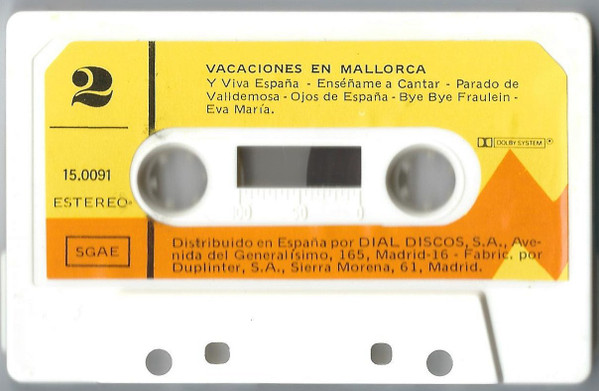 VACACIONES EN MALLORCA
2
Y Viva España - Enséñame a Cantar - Parado de
Valldemosa - Ojos de España - Bye Bye Fraulein -
Eva María.
DOLBY SYSTEM
15.0091
ESTEREO
100 50 0
SGAE
Distribuido en España por DIAL DISCOS, S.A., Ave-
nida del Generalísimo, 165, Madrid-16 - Fabric. por
Duplinter, S.A., Sierra Morena, 61, Madrid.